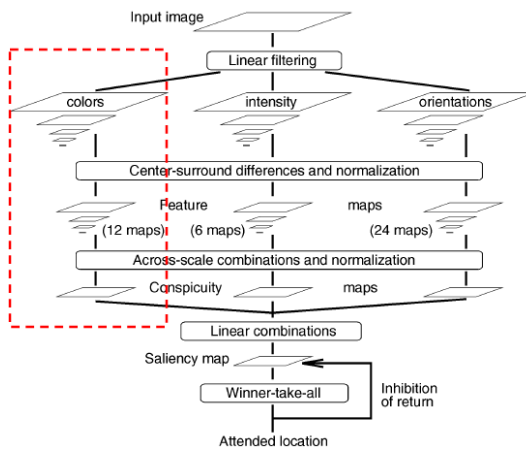 Input image
Linear filtering
colors intensity orientations
Center-surround differences and normalization
Feature maps
(12 maps) (6 maps) (24 maps)
Across-scale combinations and normalization
Conspicuity maps
Linear combinations
Saliency map
Winner-take-all
Inhibition
of return
Attended location